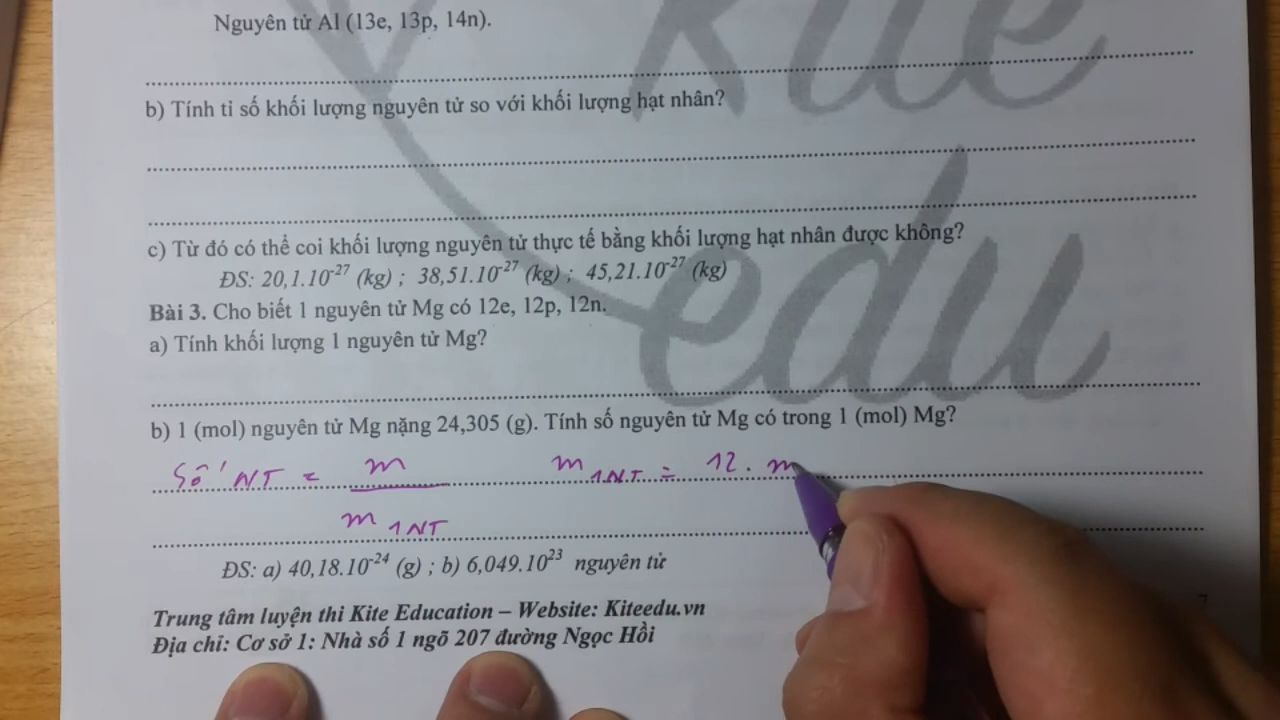 Nguyên tử Al (13e, 13p, 14n).
b) Tính tỉ số khối lượng nguyên tử so với khối lượng hạt nhân?
c) Từ đó có thể coi khối lượng nguyên tử thực tế bằng khối lượng hạt nhân được không?
ĐS: 20,1.10⁻²⁷ (kg) ; 38,51.10⁻²⁷ (kg) ; 45,21.10⁻²⁷ (kg)
Bài 3. Cho biết 1 nguyên tử Mg có 12e, 12p, 12n.
a) Tính khối lượng 1 nguyên tử Mg?
b) 1 (mol) nguyên tử Mg nặng 24,305 (g). Tính số nguyên tử Mg có trong 1 (mol) Mg?
Số NT = m m 1NT = 12. m
m 1NT
ĐS: a) 40,18.10⁻²⁴ (g) ; b) 6,049.10²³ nguyên tử
Trung tâm luyện thi Kite Education – Website: Kiteedu.vn
Địa chỉ: Cơ sở 1: Nhà số 1 ngõ 207 đường Ngọc Hồi
7
Kite
edu